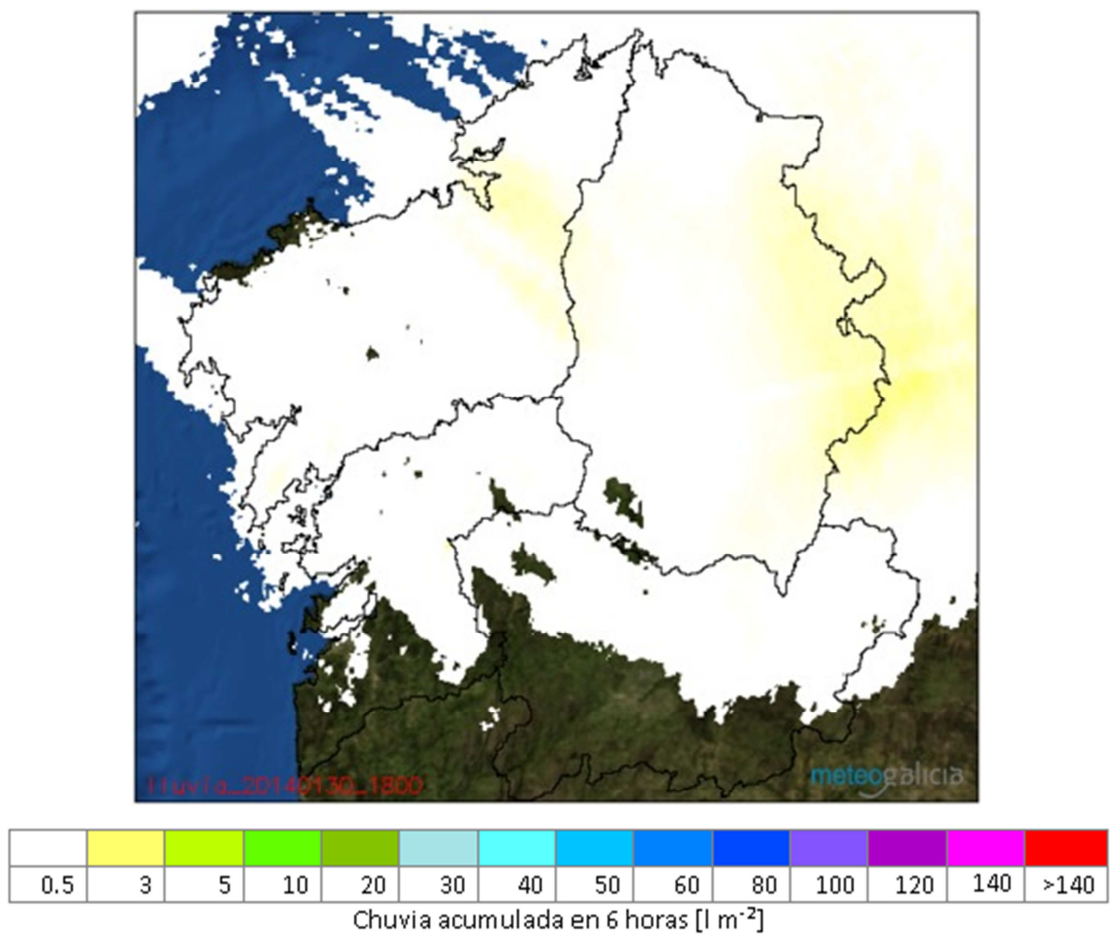 lluvia_20140130_1800
meteogalicia
0.5 3 5 10 20 30 40 50 60 80 100 120 140 >140
Chuvia acumulada en 6 horas [l m⁻²]